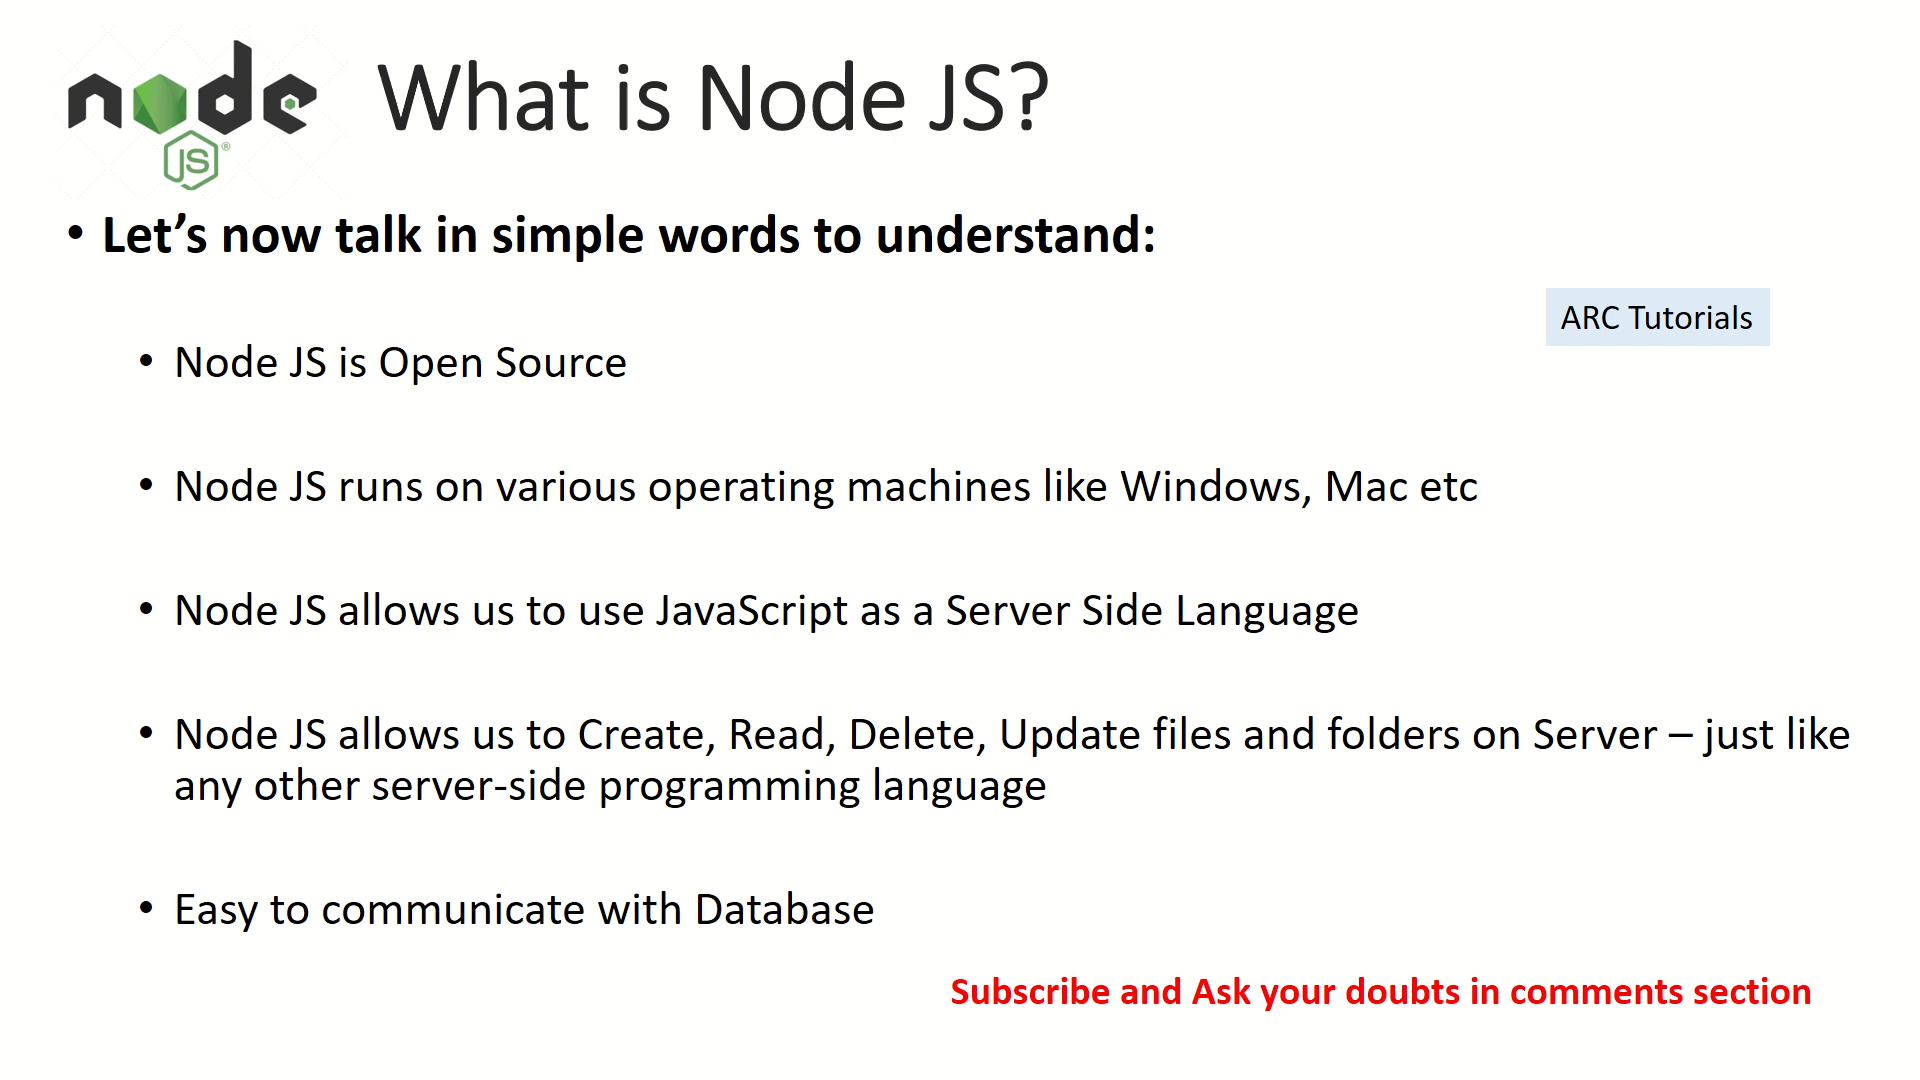 node
JS®
What is Node JS?
• Let’s now talk in simple words to understand:
ARC Tutorials
• Node JS is Open Source
• Node JS runs on various operating machines like Windows, Mac etc
• Node JS allows us to use JavaScript as a Server Side Language
• Node JS allows us to Create, Read, Delete, Update files and folders on Server – just like
any other server-side programming language
• Easy to communicate with Database
Subscribe and Ask your doubts in comments section